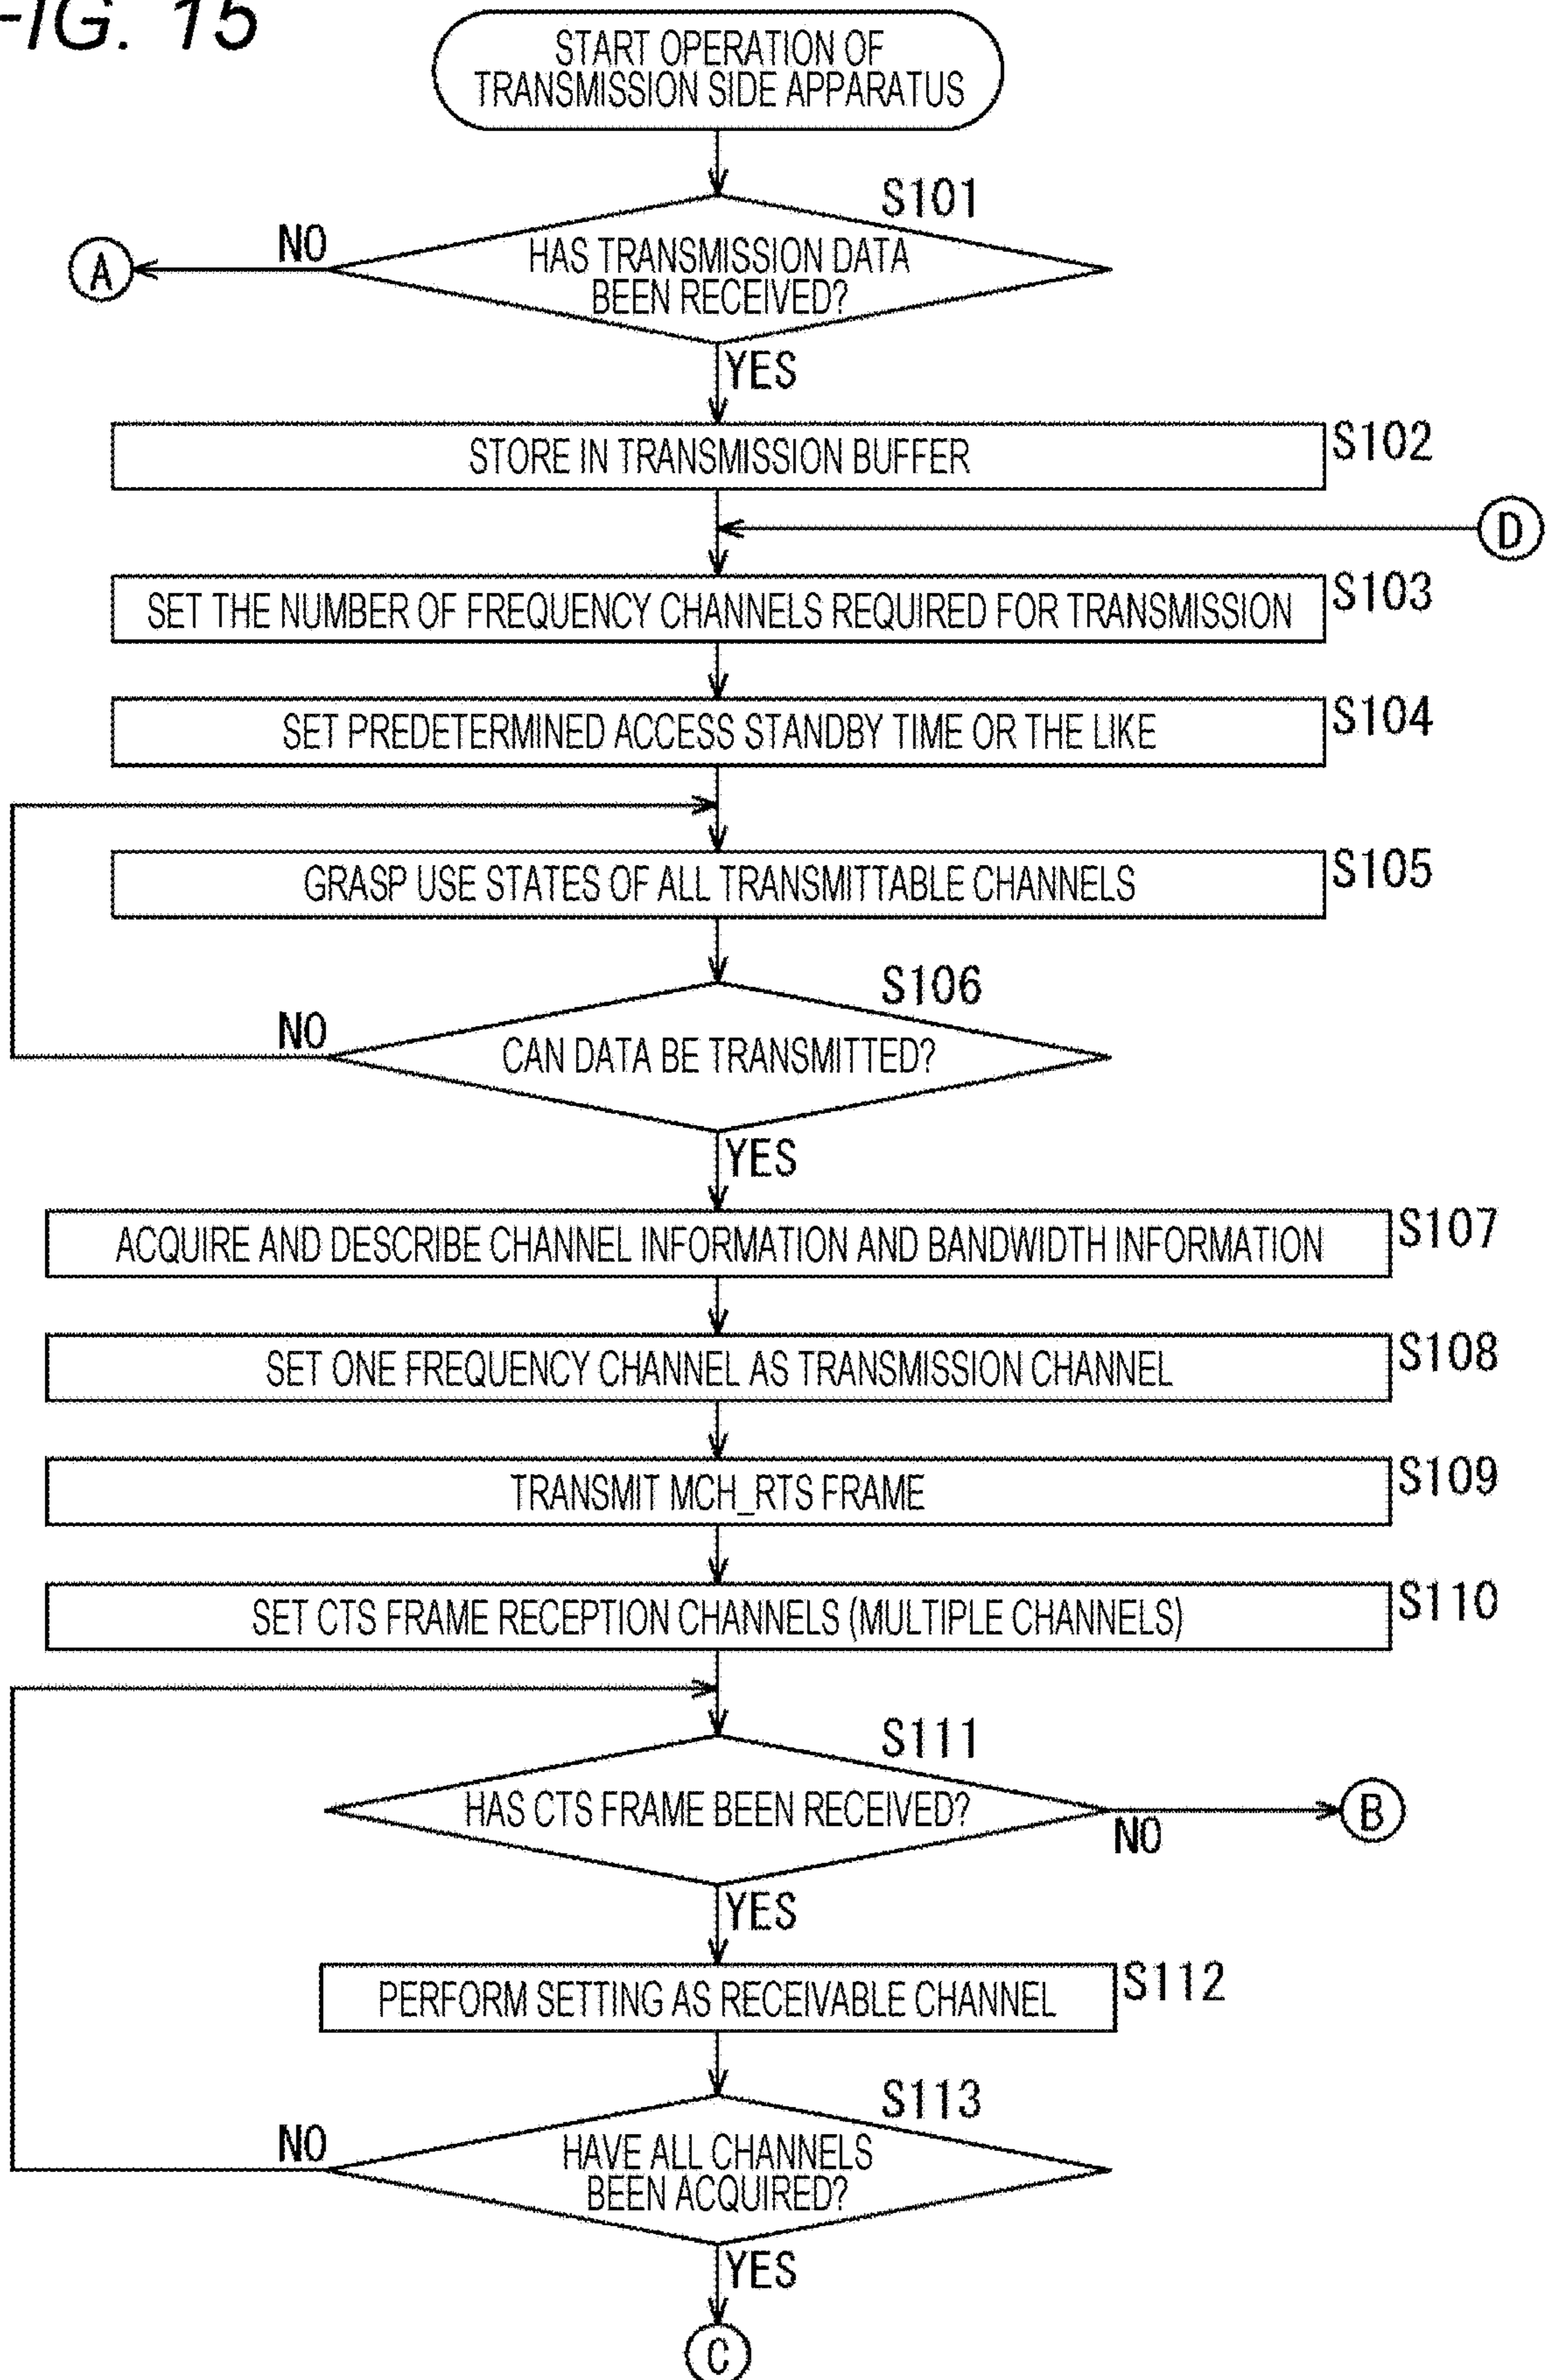 -IG. 15
START OPERATION OF
TRANSMISSION SIDE APPARATUS
S101
NO
A
HAS TRANSMISSION DATA
BEEN RECEIVED?
YES
STORE IN TRANSMISSION BUFFER
S102
D
SET THE NUMBER OF FREQUENCY CHANNELS REQUIRED FOR TRANSMISSION
S103
SET PREDETERMINED ACCESS STANDBY TIME OR THE LIKE
S104
GRASP USE STATES OF ALL TRANSMITTABLE CHANNELS
S105
S106
NO
CAN DATA BE TRANSMITTED?
YES
ACQUIRE AND DESCRIBE CHANNEL INFORMATION AND BANDWIDTH INFORMATION
S107
SET ONE FREQUENCY CHANNEL AS TRANSMISSION CHANNEL
S108
TRANSMIT MCH_RTS FRAME
S109
SET CTS FRAME RECEPTION CHANNELS (MULTIPLE CHANNELS)
S110
S111
HAS CTS FRAME BEEN RECEIVED?
B
NO
YES
PERFORM SETTING AS RECEIVABLE CHANNEL
S112
S113
NO
HAVE ALL CHANNELS
BEEN ACQUIRED?
YES
C